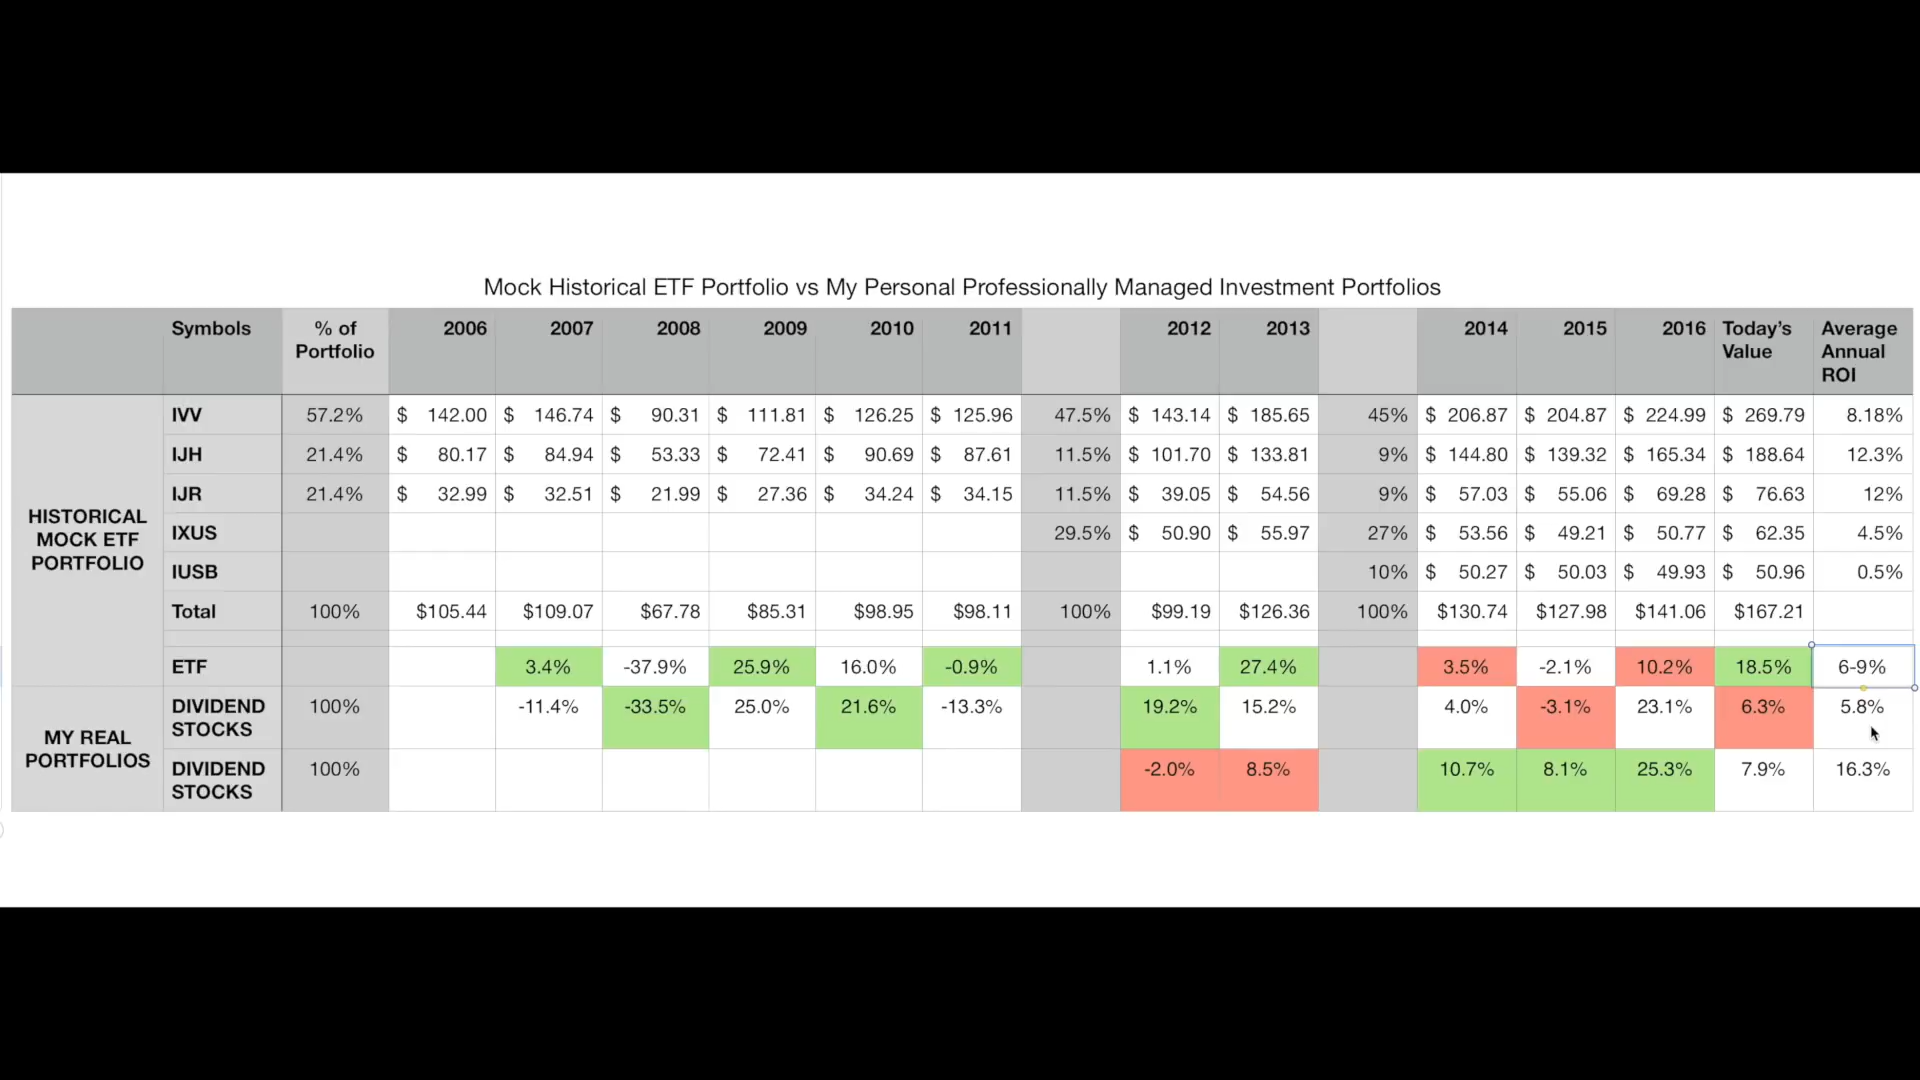 Mock Historical ETF Portfolio vs My Personal Professionally Managed Investment Portfolios
Symbols % of Portfolio 2006 2007 2008 2009 2010 2011 2012 2013 2014 2015 2016 Today's Value Average Annual ROI
HISTORICAL MOCK ETF PORTFOLIO
IVV 57.2% $ 142.00 $ 146.74 $ 90.31 $ 111.81 $ 126.25 $ 125.96 47.5% $ 143.14 $ 185.65 45% $ 206.87 $ 204.87 $ 224.99 $ 269.79 8.18%
IJH 21.4% $ 80.17 $ 84.94 $ 53.33 $ 72.41 $ 90.69 $ 87.61 11.5% $ 101.70 $ 133.81 9% $ 144.80 $ 139.32 $ 165.34 $ 188.64 12.3%
IJR 21.4% $ 32.99 $ 32.51 $ 21.99 $ 27.36 $ 34.24 $ 34.15 11.5% $ 39.05 $ 54.56 9% $ 57.03 $ 55.06 $ 69.28 $ 76.63 12%
IXUS 29.5% $ 50.90 $ 55.97 27% $ 53.56 $ 49.21 $ 50.77 $ 62.35 4.5%
IUSB 10% $ 50.27 $ 50.03 $ 49.93 $ 50.96 0.5%
Total 100% $105.44 $109.07 $67.78 $85.31 $98.95 $98.11 100% $99.19 $126.36 100% $130.74 $127.98 $141.06 $167.21
ETF 3.4% -37.9% 25.9% 16.0% -0.9% 1.1% 27.4% 3.5% -2.1% 10.2% 18.5% 6-9%
MY REAL PORTFOLIOS
DIVIDEND STOCKS 100% -11.4% -33.5% 25.0% 21.6% -13.3% 19.2% 15.2% 4.0% -3.1% 23.1% 6.3% 5.8%
DIVIDEND STOCKS 100% -2.0% 8.5% 10.7% 8.1% 25.3% 7.9% 16.3%